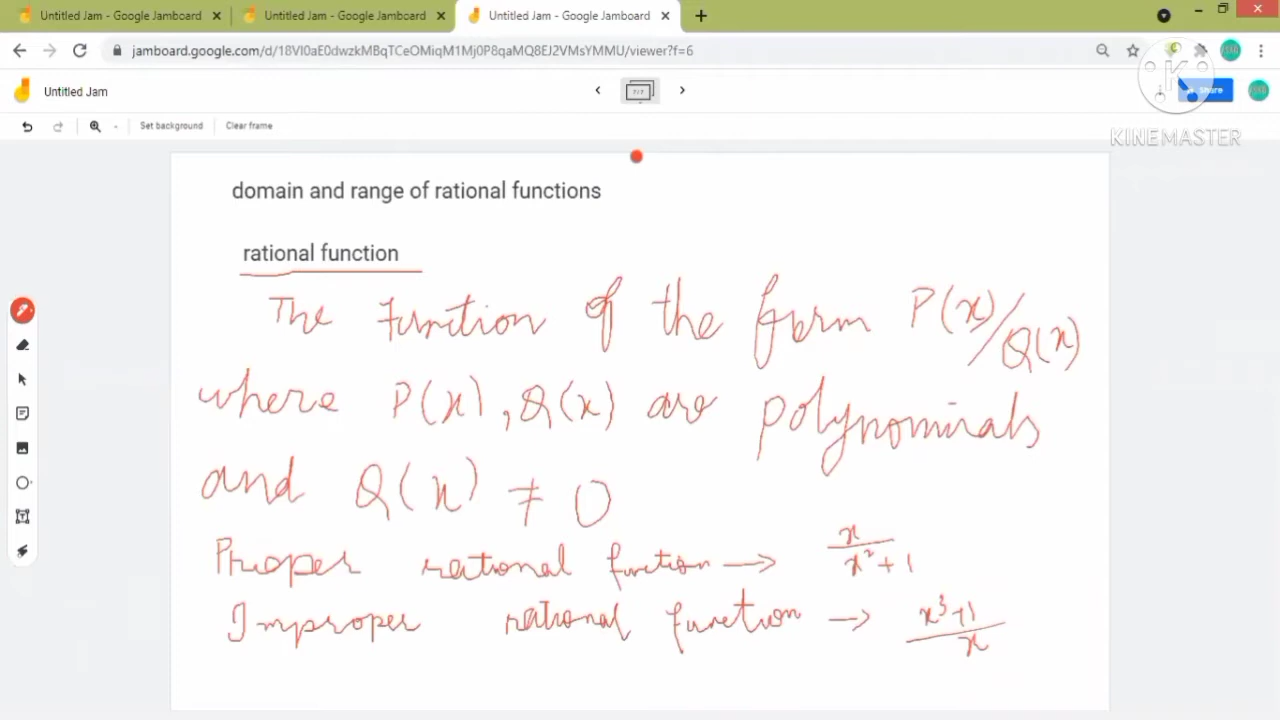 Untitled Jam - Google Jamboard
Untitled Jam - Google Jamboard
Untitled Jam - Google Jamboard
jamboard.google.com/d/18Vl0aE0dwzkMBqTCeOMiqM1Mj0P8qaMQ8EJ2VMsYMMU/viewer?f=6
Untitled Jam
Share
KINEMASTER
Set background
Clear frame
domain and range of rational functions
rational function
The function of the form P(x)/Q(x)
where P(x), Q(x) are polynomials
and Q(x) ≠ 0
Proper rational function → x/x²+1
Improper rational function → x³+1/x